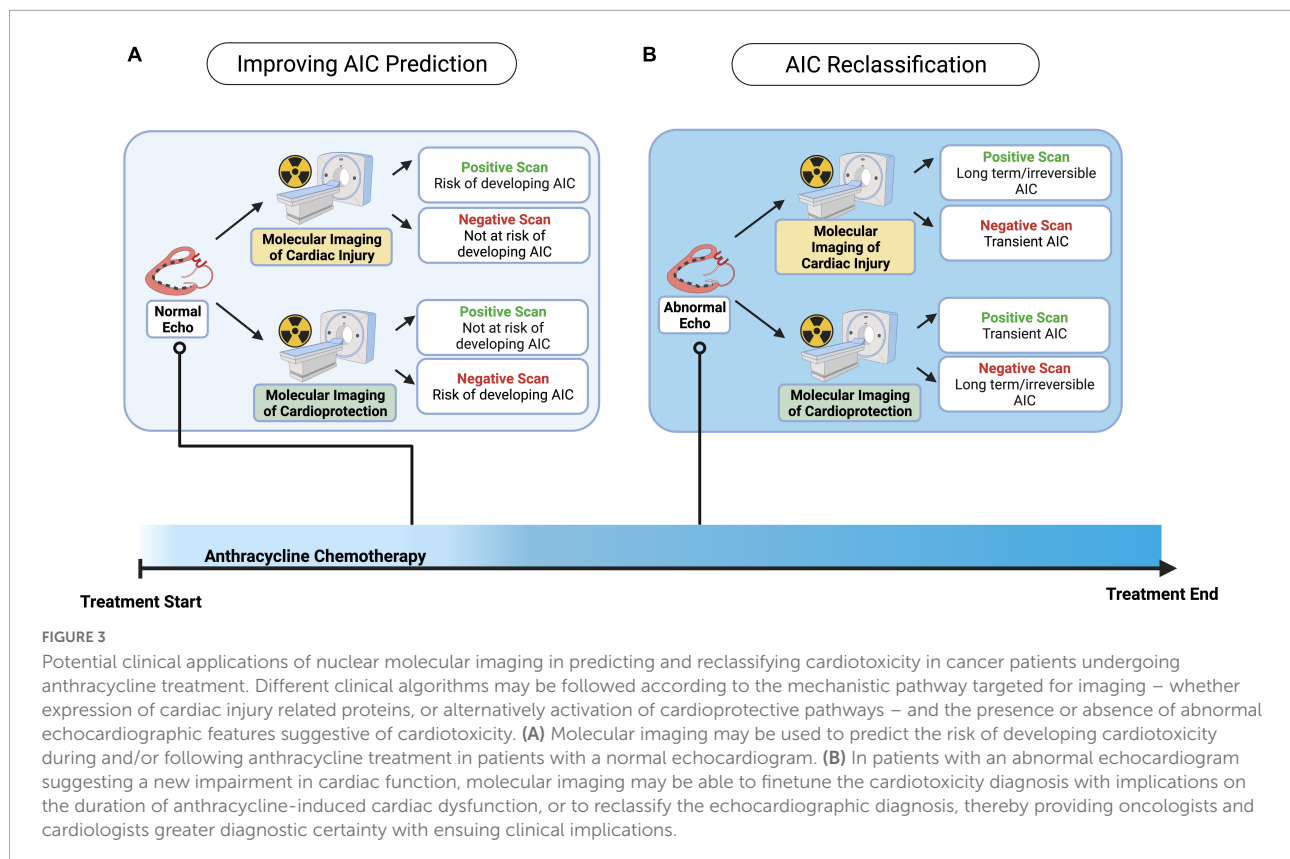 A
Improving AIC Prediction
Normal
Echo
Molecular Imaging
of Cardiac Injury
Positive Scan
Risk of developing AIC
Negative Scan
Not at risk of
developing AIC
Molecular Imaging
of Cardioprotection
Positive Scan
Not at risk of
developing AIC
Negative Scan
Risk of developing AIC
B
AIC Reclassification
Abnormal
Echo
Molecular
Imaging of
Cardiac Injury
Positive Scan
Long term/irreversible
AIC
Negative Scan
Transient AIC
Molecular Imaging
of Cardioprotection
Positive Scan
Transient AIC
Negative Scan
Long term/irreversible
AIC
Anthracycline Chemotherapy
Treatment Start
Treatment End
FIGURE 3
Potential clinical applications of nuclear molecular imaging in predicting and reclassifying cardiotoxicity in cancer patients undergoing
anthracycline treatment. Different clinical algorithms may be followed according to the mechanistic pathway targeted for imaging – whether
expression of cardiac injury related proteins, or alternatively activation of cardioprotective pathways – and the presence or absence of abnormal
echocardiographic features suggestive of cardiotoxicity. (A) Molecular imaging may be used to predict the risk of developing cardiotoxicity
during and/or following anthracycline treatment in patients with a normal echocardiogram. (B) In patients with an abnormal echocardiogram
suggesting a new impairment in cardiac function, molecular imaging may be able to finetune the cardiotoxicity diagnosis with implications on
the duration of anthracycline-induced cardiac dysfunction, or to reclassify the echocardiographic diagnosis, thereby providing oncologists and
cardiologists greater diagnostic certainty with ensuing clinical implications.